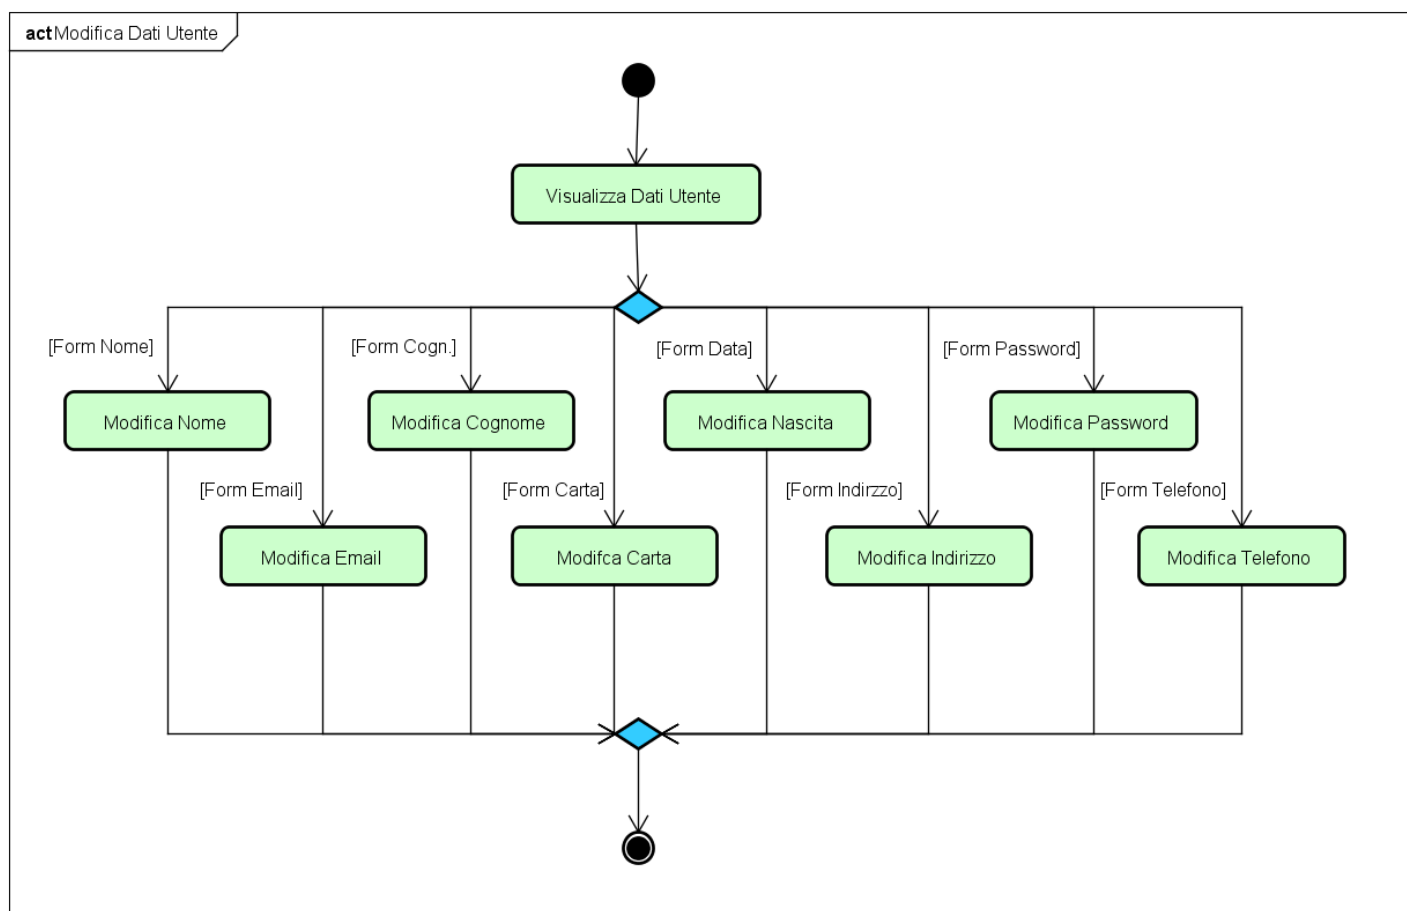 act Modifica Dati Utente
Visualizza Dati Utente
[Form Nome]
[Form Cogn.]
[Form Data]
[Form Password]
Modifica Nome
Modifica Cognome
Modifica Nascita
Modifica Password
[Form Email]
[Form Carta]
[Form Indirzzo]
[Form Telefono]
Modifica Email
Modifca Carta
Modifica Indirizzo
Modifica Telefono